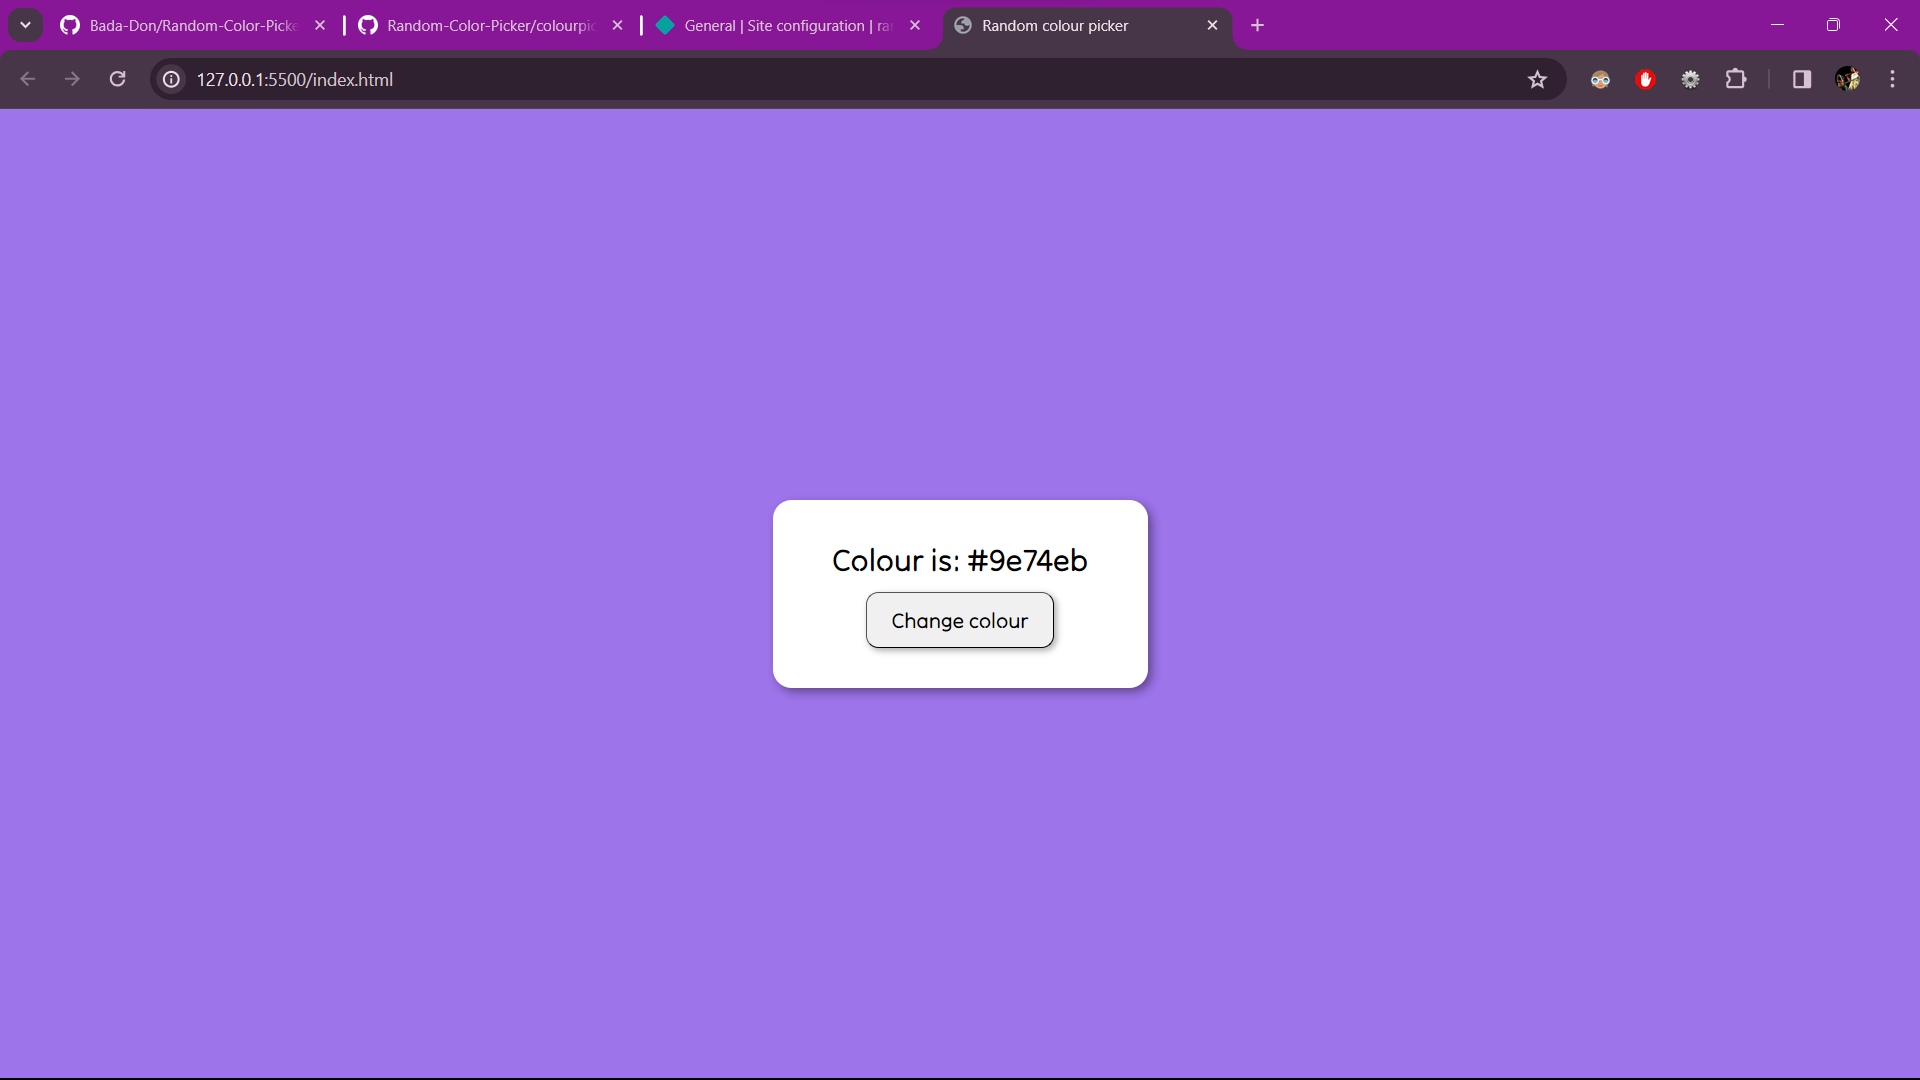 Bada-Don/Random-Color-Picke
Random-Color-Picker/colourpic
General | Site configuration | ra
Random colour picker
127.0.0.1:5500/index.html
Colour is: #9e74eb
Change colour